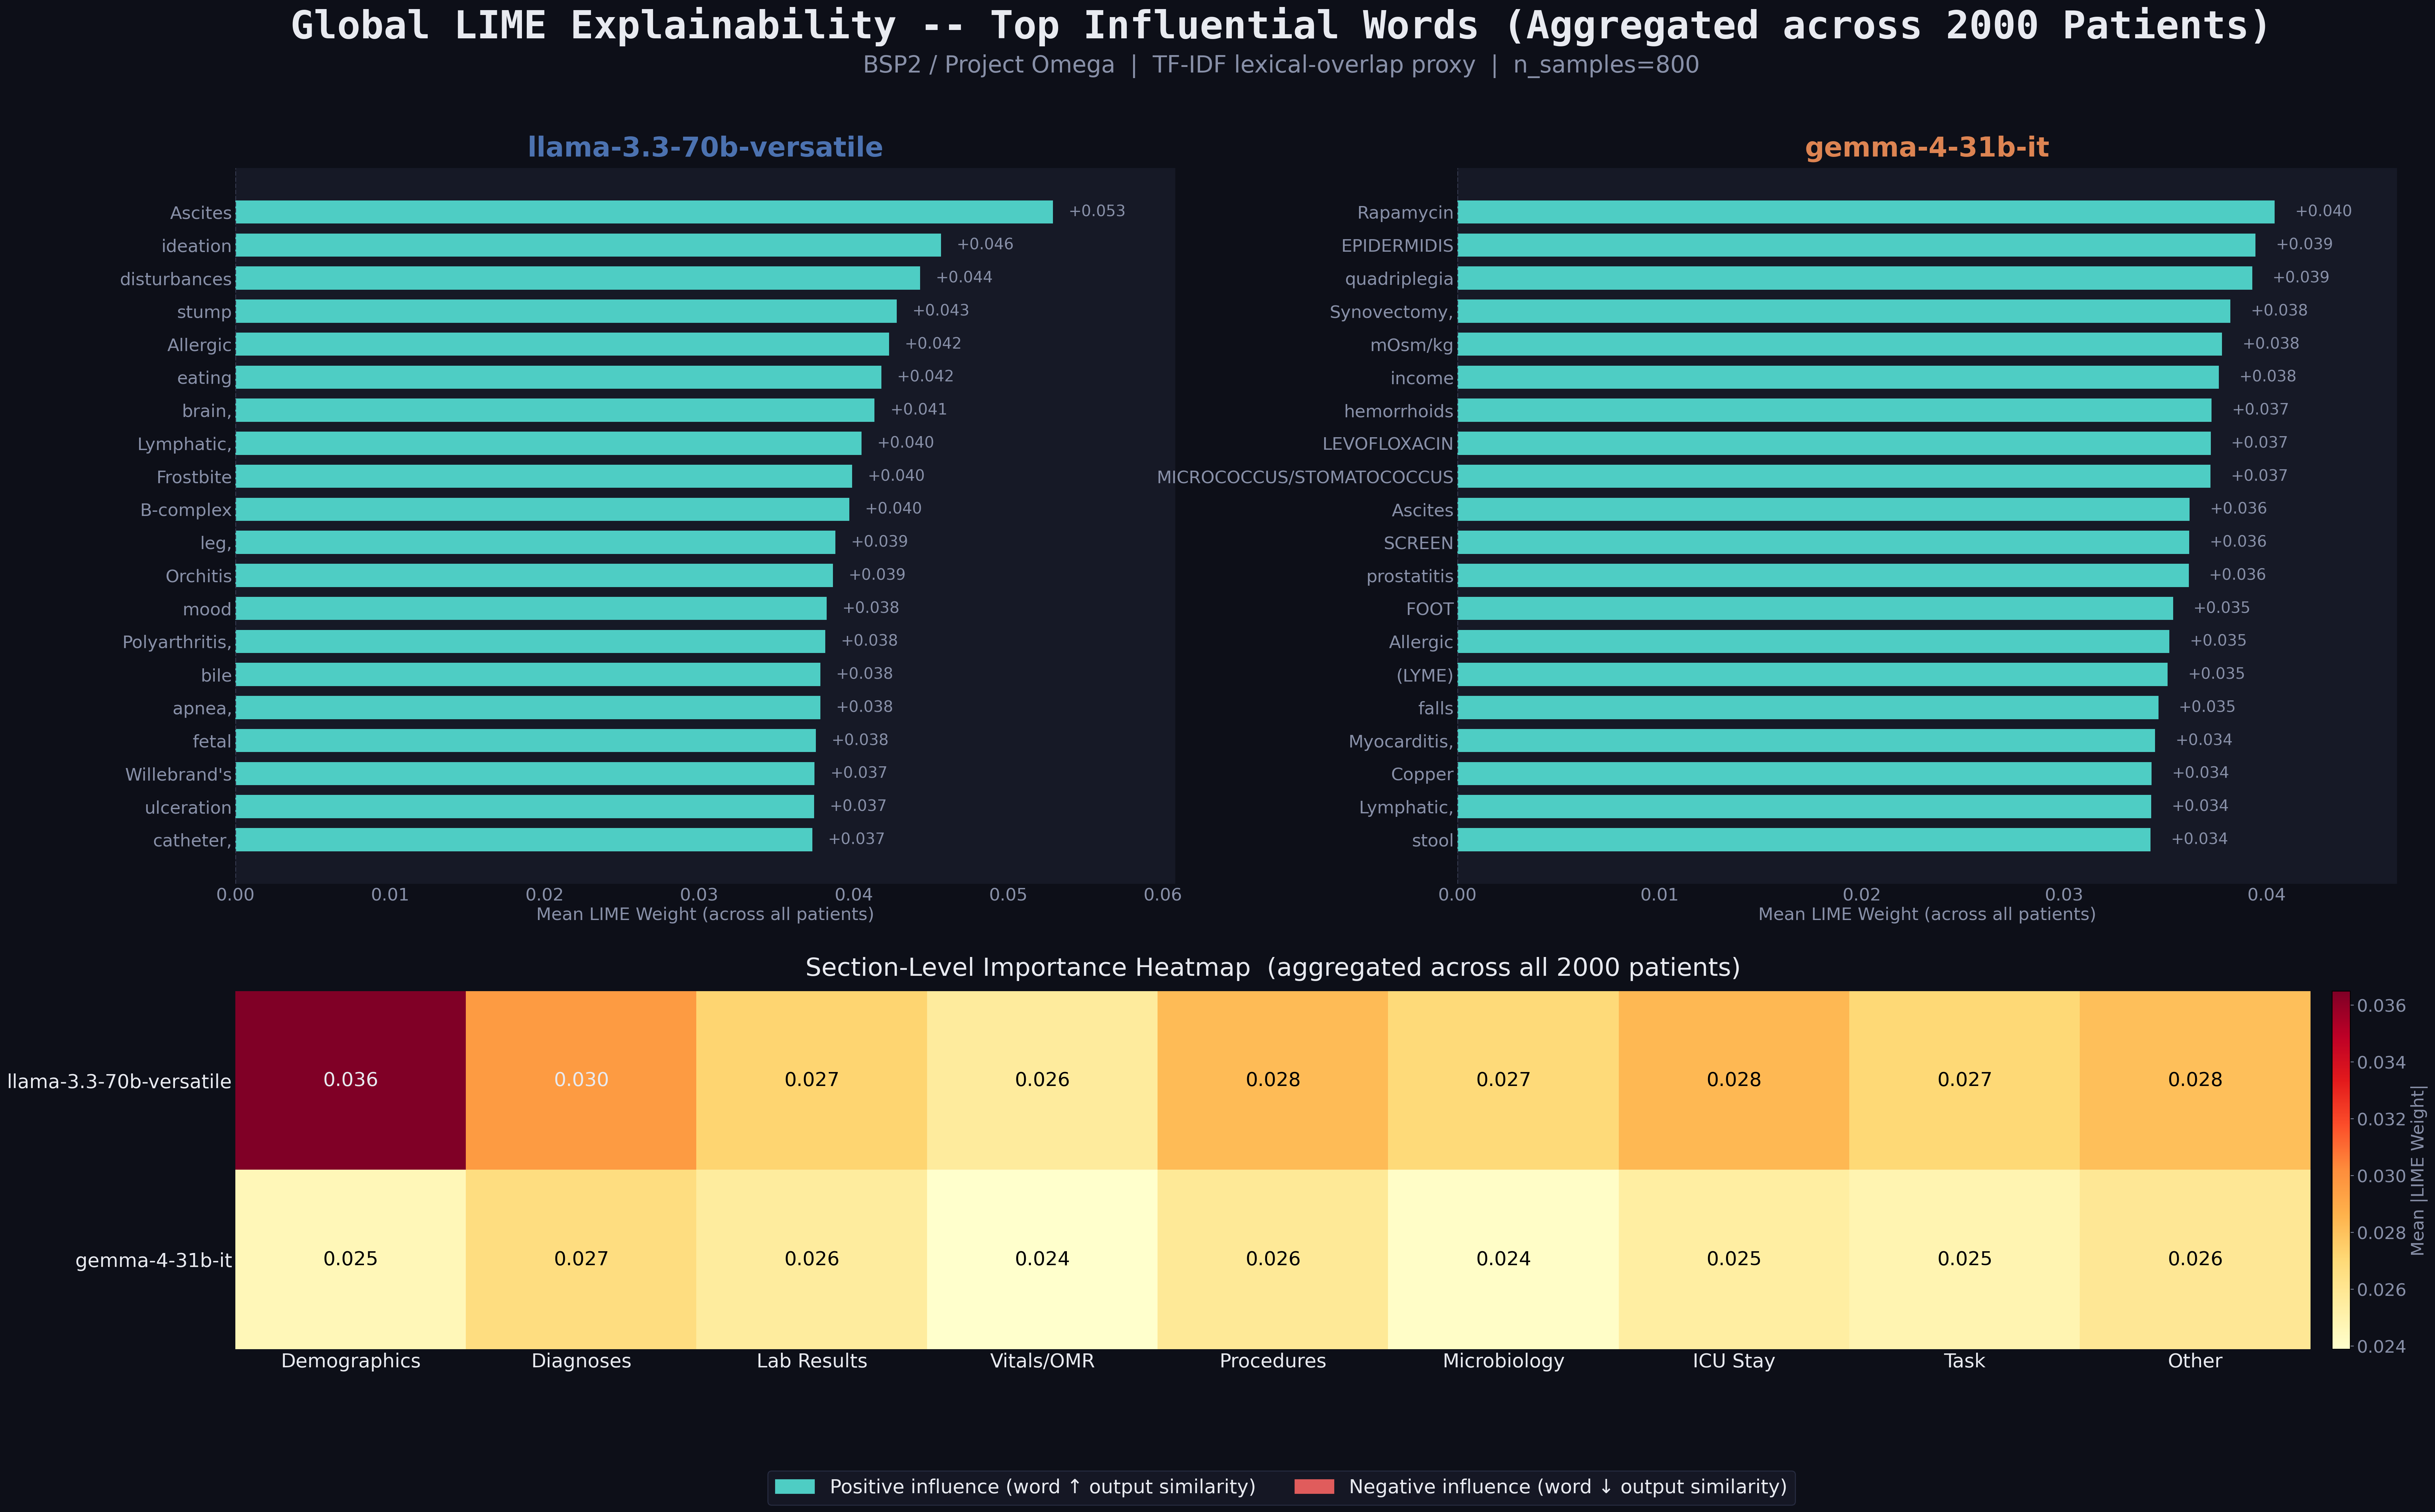 Global LIME Explainability -- Top Influential Words (Aggregated across 2000 Patients)
BSP2 / Project Omega | TF-IDF lexical-overlap proxy | n_samples=800
llama-3.3-70b-versatile
Ascites +0.053
ideation +0.046
disturbances +0.044
stump +0.043
Allergic +0.042
eating +0.042
brain, +0.041
Lymphatic, +0.040
Frostbite +0.040
B-complex +0.040
leg, +0.039
Orchitis +0.039
mood +0.038
Polyarthritis, +0.038
bile +0.038
apnea, +0.038
fetal +0.038
Willebrand's +0.037
ulceration +0.037
catheter, +0.037
0.00 0.01 0.02 0.03 0.04 0.05 0.06
Mean LIME Weight (across all patients)
gemma-4-31b-it
Rapamycin +0.040
EPIDERMIDIS +0.039
quadriplegia +0.039
Synovectomy, +0.038
mOsm/kg +0.038
income +0.038
hemorrhoids +0.037
LEVOFLOXACIN +0.037
MICROCOCCUS/STOMATOCOCCUS +0.037
Ascites +0.036
SCREEN +0.036
prostatitis +0.036
FOOT +0.035
Allergic +0.035
(LYME) +0.035
falls +0.035
Myocarditis, +0.034
Copper +0.034
Lymphatic, +0.034
stool +0.034
0.00 0.01 0.02 0.03 0.04
Mean LIME Weight (across all patients)
Section-Level Importance Heatmap (aggregated across all 2000 patients)
llama-3.3-70b-versatile 0.036 0.030 0.027 0.026 0.028 0.027 0.028 0.027 0.028
gemma-4-31b-it 0.025 0.027 0.026 0.024 0.026 0.024 0.025 0.025 0.026
Demographics Diagnoses Lab Results Vitals/OMR Procedures Microbiology ICU Stay Task Other
0.036
0.034
0.032
0.030
0.028
0.026
0.024
Mean |LIME Weight|
Positive influence (word ↑ output similarity) Negative influence (word ↓ output similarity)